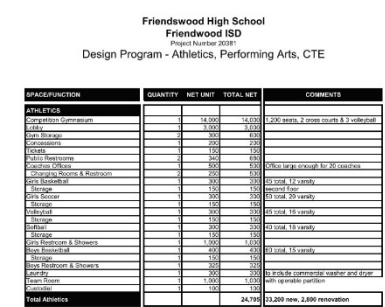 Friendswood High School
Friendswood ISD
Project Number 20381
Design Program - Athletics, Performing Arts, CTE
SPACE/FUNCTION QUANTITY NET UNIT TOTAL NET COMMENTS
ATHLETICS
Competition Gymnasium 1 14,000 14,000 1,200 seats, 2 cross courts & 3 volleyball
Lobby 1 3,000 3,000
Gym Storage 2 300 600
Concessions 1 200 200
Tickets 1 150 150
Public Restrooms 2 340 680
Coaches Offices 1 500 500 Office large enough for 20 coaches
Changing Rooms & Restroom 2 250 500
Girls Basketball 1 300 300 45 total, 12 varsity
Storage 1 150 150 second floor
Girls Soccer 1 300 300 50 total, 20 varsity
Storage 1 150 150
Volleyball 1 300 300 45 total, 16 varsity
Storage 1 150 150
Softball 1 300 300 40 total, 18 varsity
Storage 1 150 150
Girls Restroom & Showers 1 1,000 1,000
Boys Basketball 1 400 400 60 total, 15 varsity
Storage 1 150 150
Boys Restroom & Showers 1 325 325
Laundry 1 300 300 to include commercial washer and dryer
Team Room 1 1,000 1,000 with operable partition
Custodial 1 100 100
Total Athletics 24,705 33,200 new, 2,800 renovation